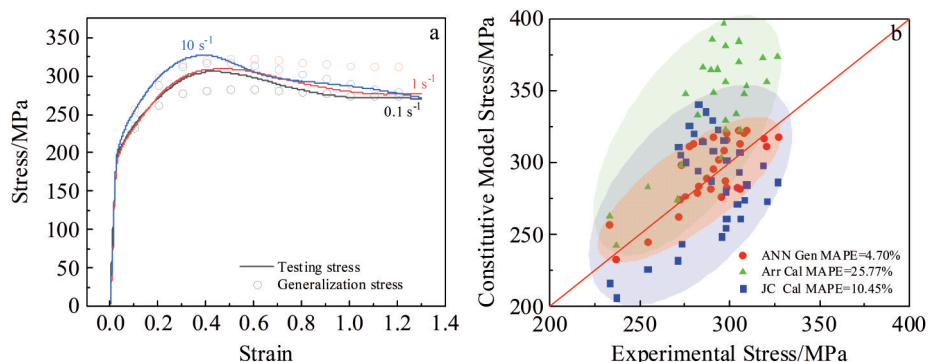 a
350
300
250
200
150
100
50
0
0.0 0.2 0.4 0.6 0.8 1.0 1.2 1.4
Stress/MPa
Strain
10 s⁻¹
1 s⁻¹
0.1 s⁻¹
Testing stress
Generalization stress
b
400
350
300
250
200
200 250 300 350 400
Constitutive Model Stress/MPa
Experimental Stress/MPa
ANN Gen MAPE=4.70%
Arr Cal MAPE=25.77%
JC Cal MAPE=10.45%